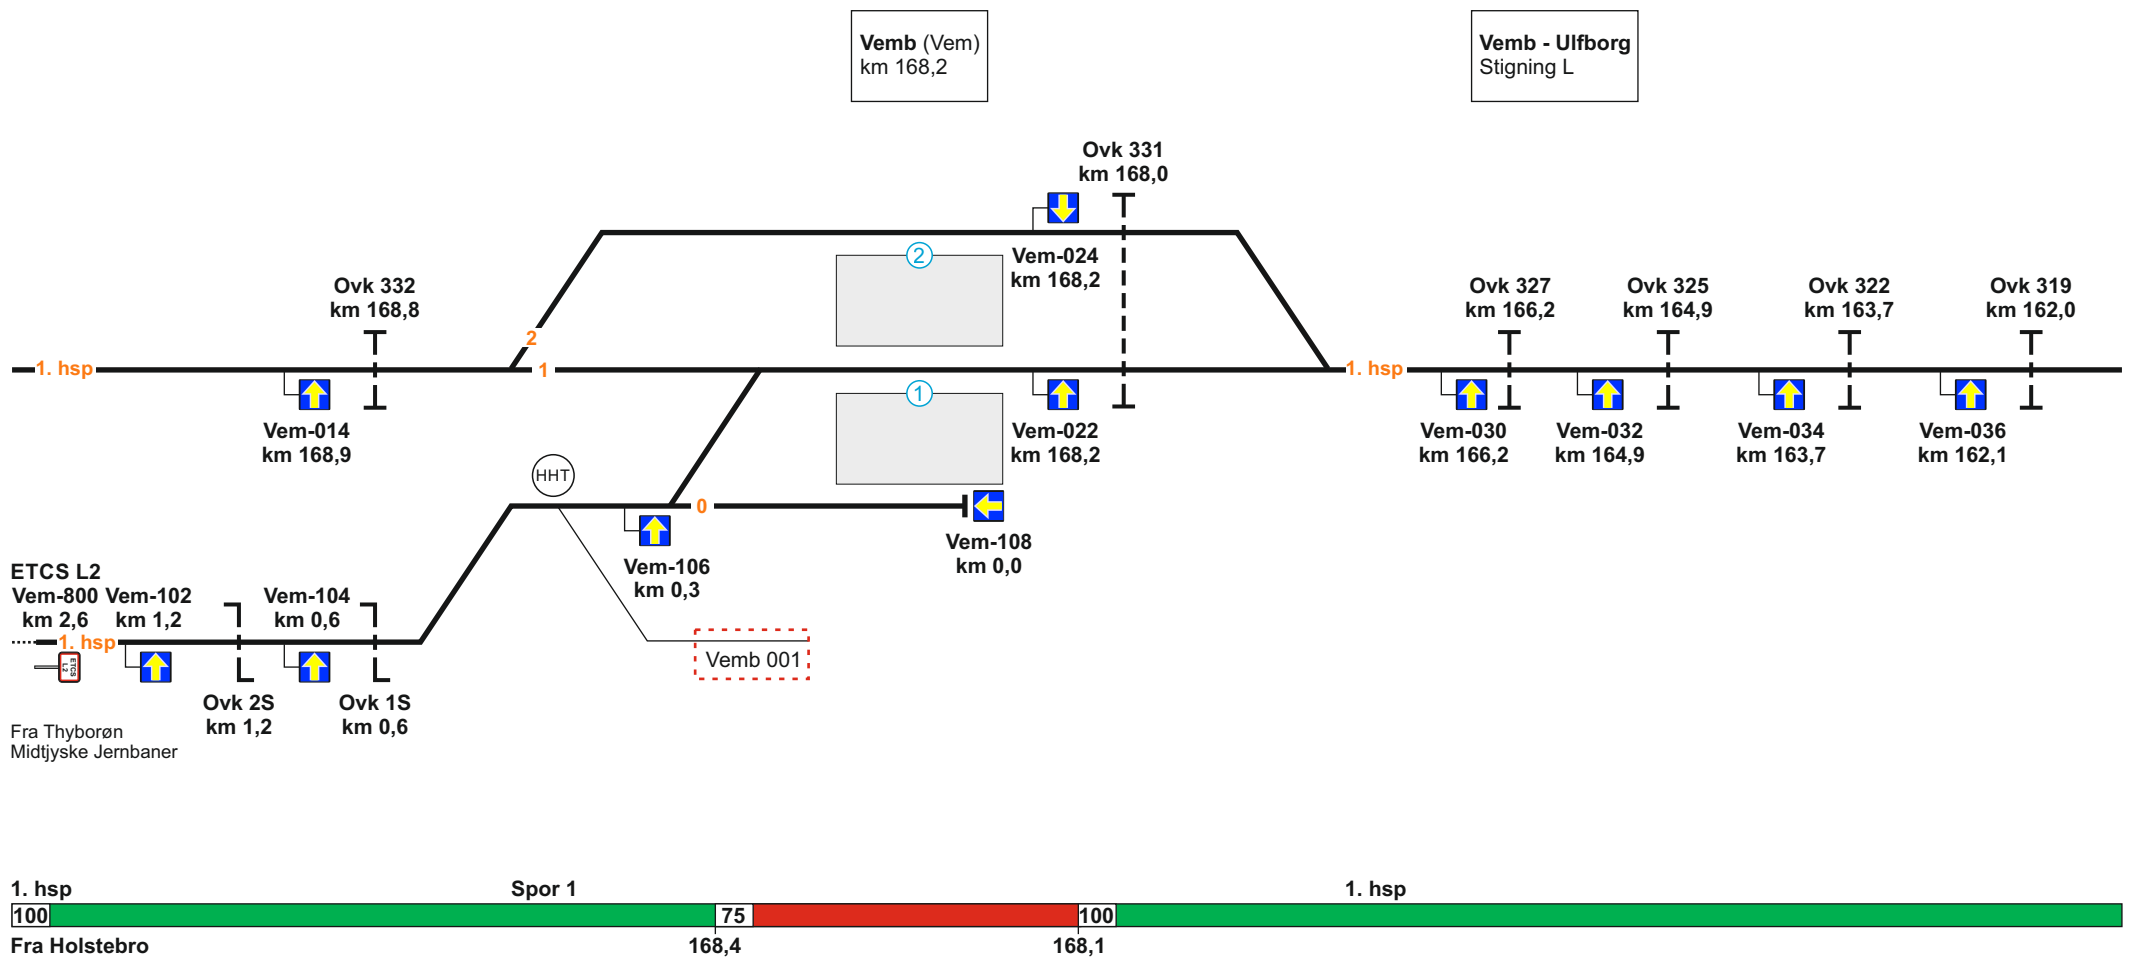 Vemb (Vem)
km 168,2
Vemb - Ulfborg
Stigning L
Ovk 331
km 168,0
2
Vem-024
km 168,2
Ovk 332
km 168,8
2
Ovk 327
km 166,2
Ovk 325
km 164,9
Ovk 322
km 163,7
Ovk 319
km 162,0
1. hsp
1
1. hsp
1
Vem-014
km 168,9
Vem-022
km 168,2
Vem-030
km 166,2
Vem-032
km 164,9
Vem-034
km 163,7
Vem-036
km 162,1
HHT
0
Vem-106
km 0,3
Vem-108
km 0,0
ETCS L2
Vem-800
km 2,6
Vem-102
km 1,2
Vem-104
km 0,6
1. hsp
ETCS
L2
Vemb 001
Ovk 2S
km 1,2
Ovk 1S
km 0,6
Fra Thyborøn
Midtjyske Jernbaner
1. hsp
Spor 1
1. hsp
100
75
100
Fra Holstebro
168,4
168,1